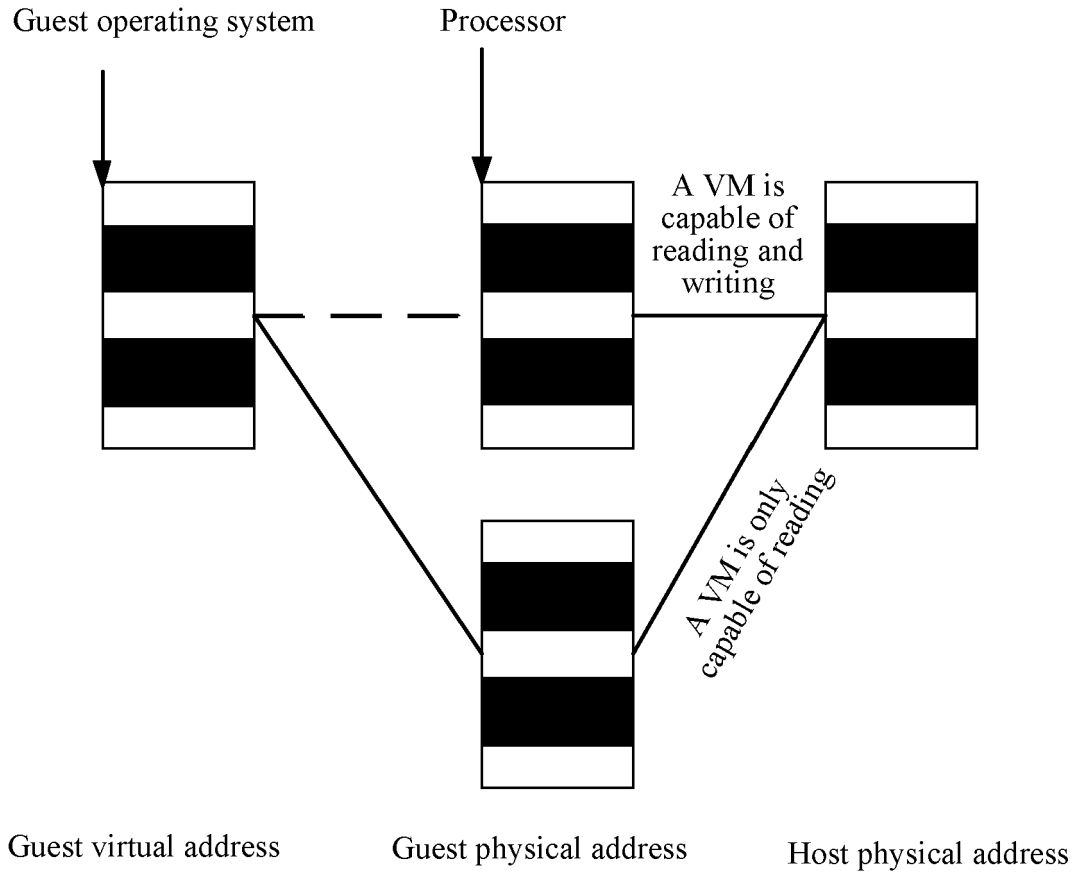 Guest operating system
Processor
A VM is
capable of
reading and
writing
A VM is only
capable of reading
Guest virtual address
Guest physical address
Host physical address